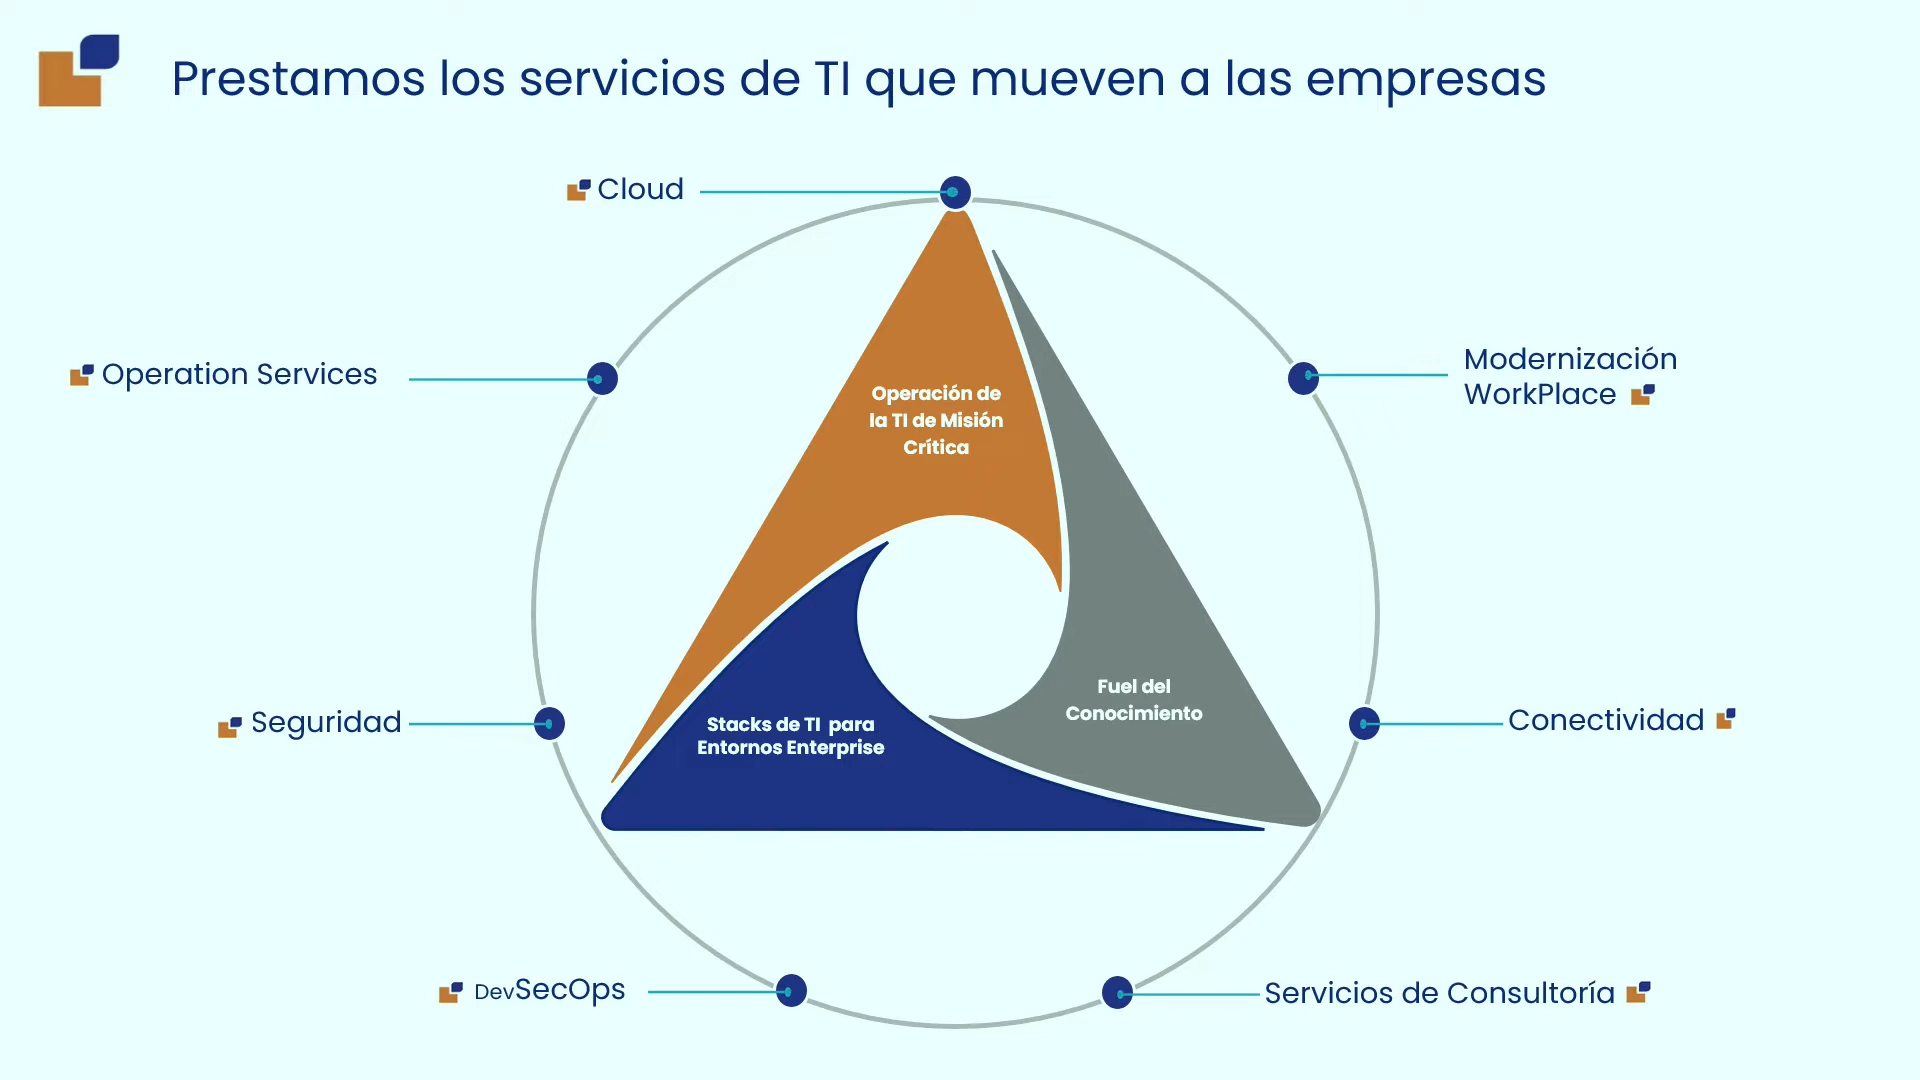 Prestamos los servicios de TI que mueven a las empresas
Cloud
Operation Services
Modernización
WorkPlace
Operación de
la TI de Misión
Crítica
Fuel del
Conocimiento
Stacks de TI para
Entornos Enterprise
Seguridad
Conectividad
DevSecOps
Servicios de Consultoría